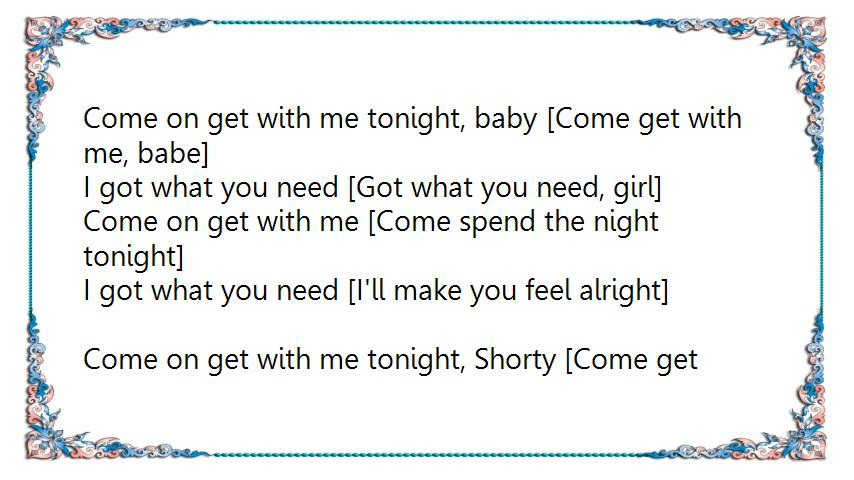 Come on get with me tonight, baby [Come get with
me, babe]
I got what you need [Got what you need, girl]
Come on get with me [Come spend the night
tonight]
I got what you need [I'll make you feel alright]
Come on get with me tonight, Shorty [Come get